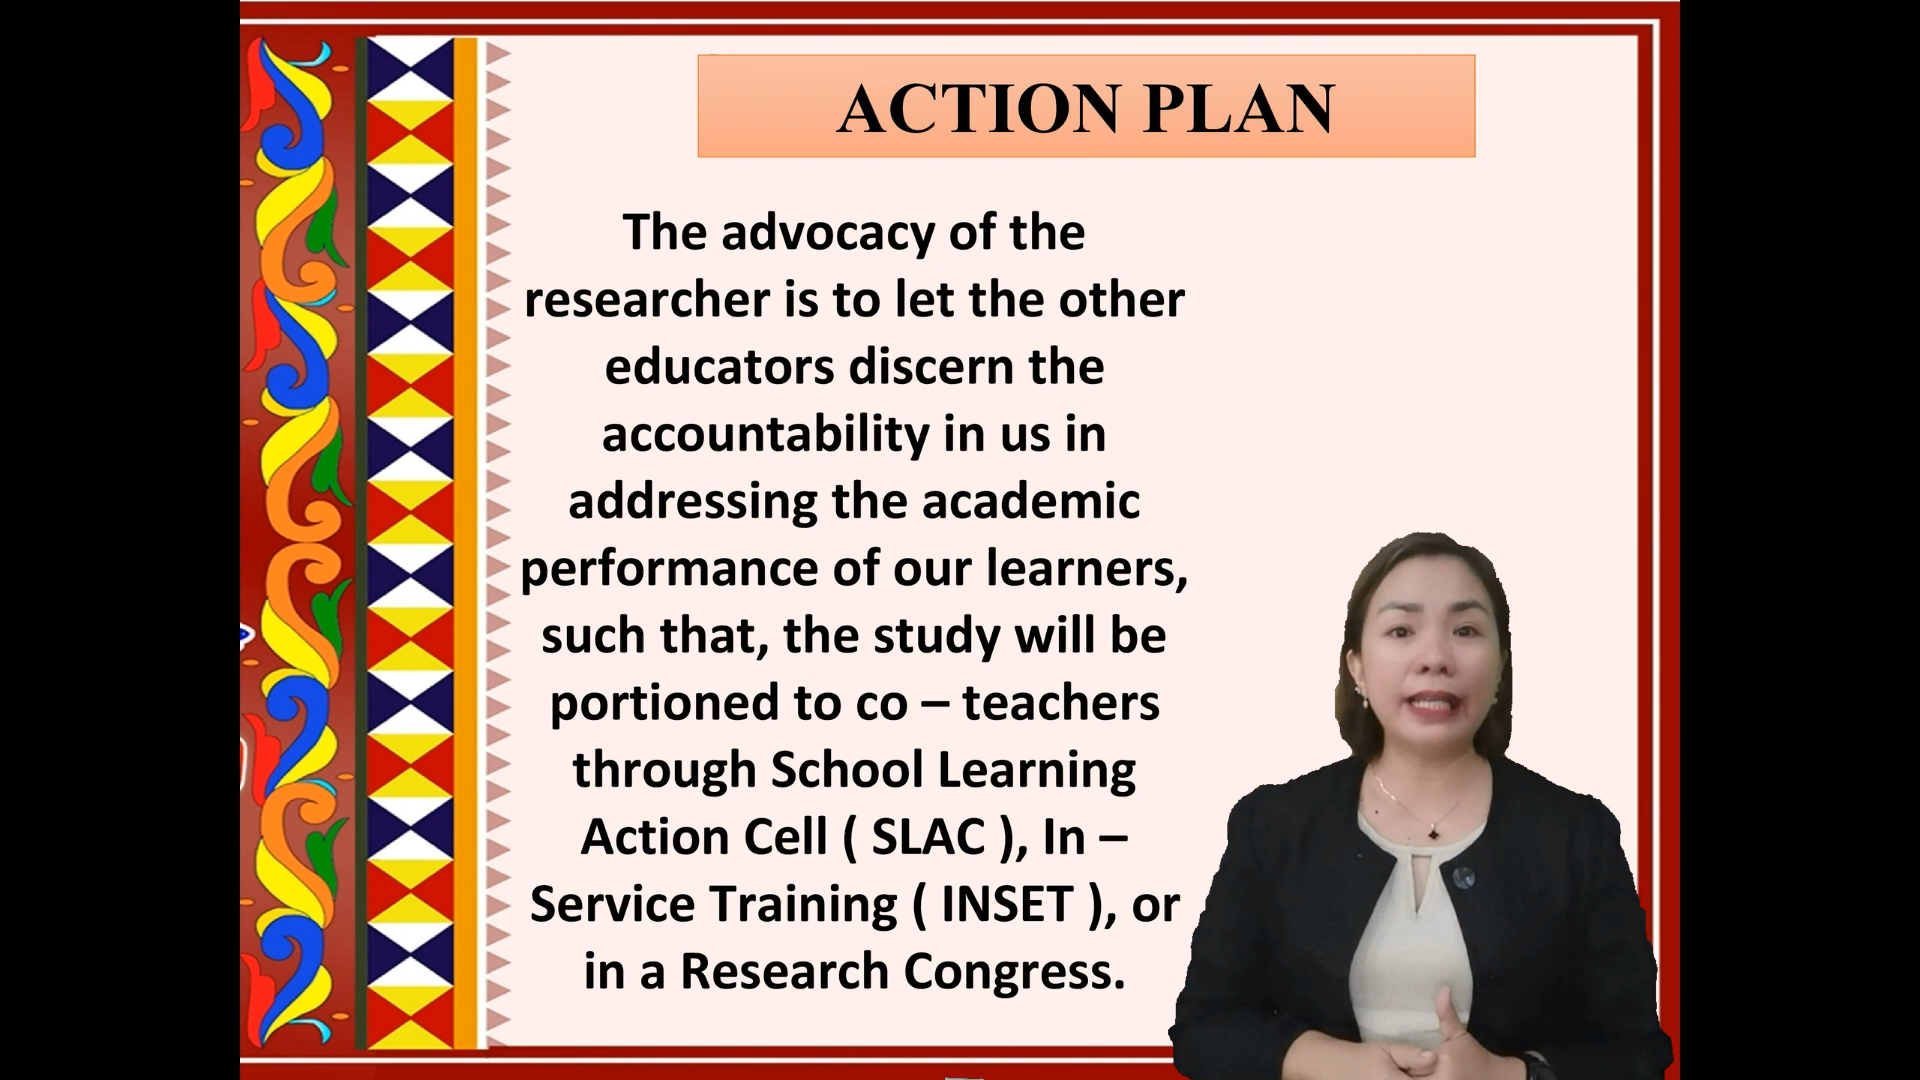 ACTION PLAN
The advocacy of the
researcher is to let the other
educators discern the
accountability in us in
addressing the academic
performance of our learners,
such that, the study will be
portioned to co – teachers
through School Learning
Action Cell ( SLAC ), In –
Service Training ( INSET ), or
in a Research Congress.